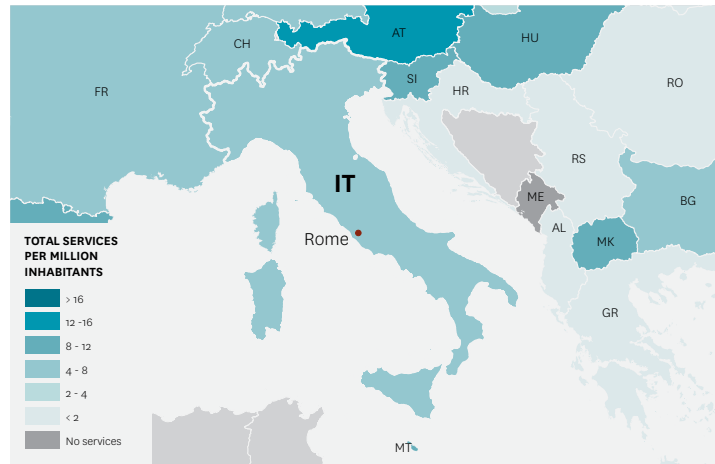 AT
HU
CH
SI
FR
RO
HR
RS
IT
ME
BG
AL
Rome
MK
TOTAL SERVICES
PER MILLION
INHABITANTS
> 16
12 -16
8 - 12
GR
4 - 8
2 - 4
< 2
No services
MT